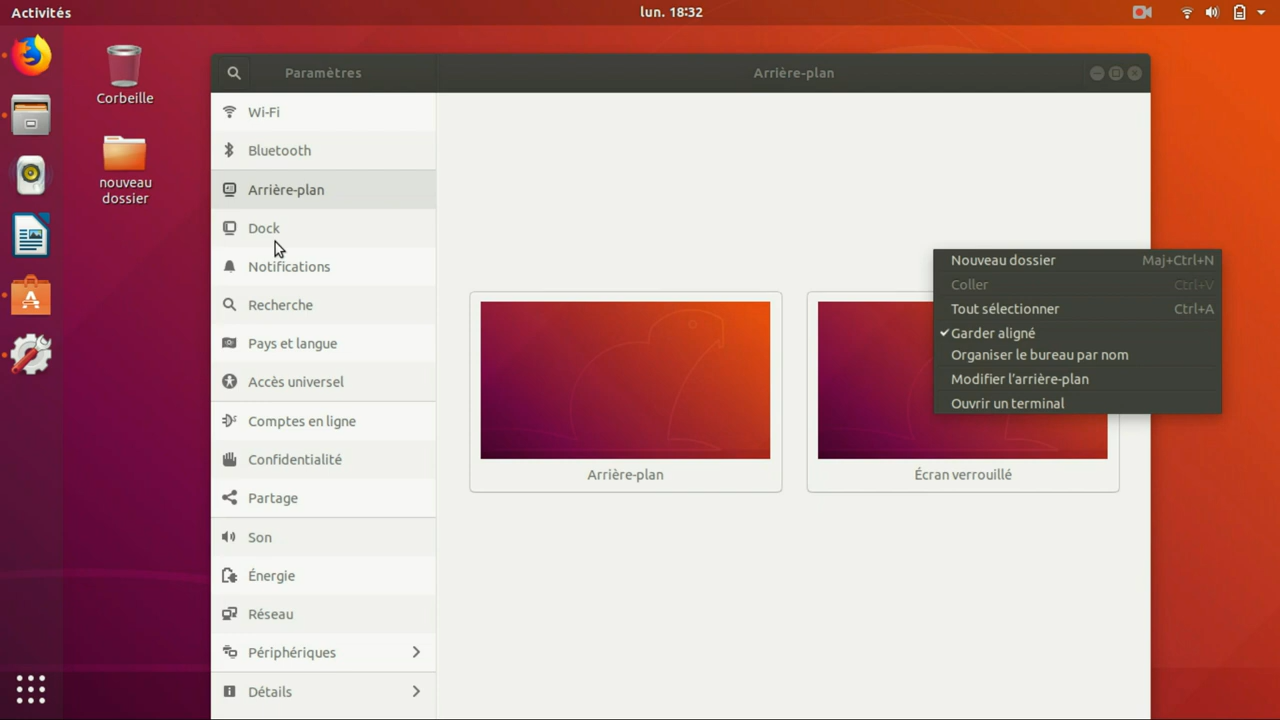 Activités
lun. 18:32
Corbeille
nouveau
dossier
Paramètres
Arrière-plan
Wi-Fi
Bluetooth
Arrière-plan
Dock
Notifications
Recherche
Pays et langue
Accès universel
Comptes en ligne
Confidentialité
Partage
Son
Énergie
Réseau
Périphériques
Détails
Arrière-plan
Écran verrouillé
Nouveau dossier Maj+Ctrl+N
Coller Ctrl+V
Tout sélectionner Ctrl+A
Garder aligné
Organiser le bureau par nom
Modifier l'arrière-plan
Ouvrir un terminal